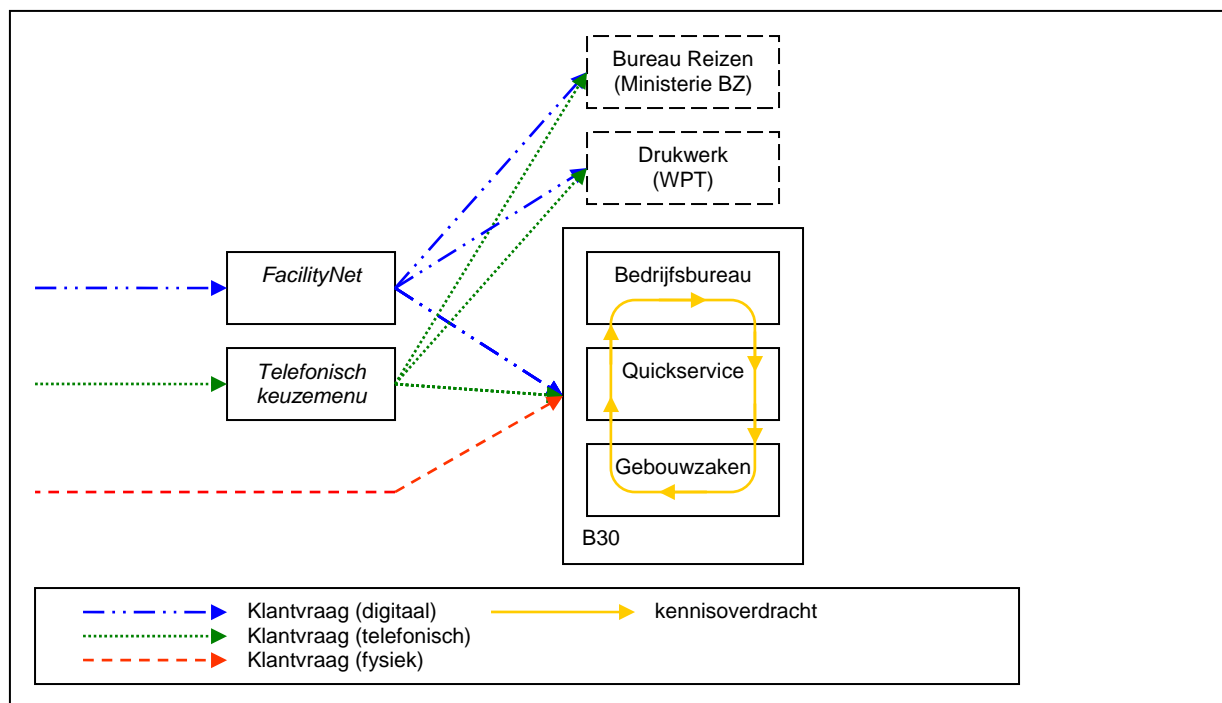 Bureau Reizen
(Ministerie BZ)
Drukwerk
(WPT)
FacilityNet
Bedrijfsbureau
Telefonisch
keuzemenu
Quickservice
Gebouwzaken
B30
Klantvraag (digitaal)
kennisoverdracht
Klantvraag (telefonisch)
Klantvraag (fysiek)